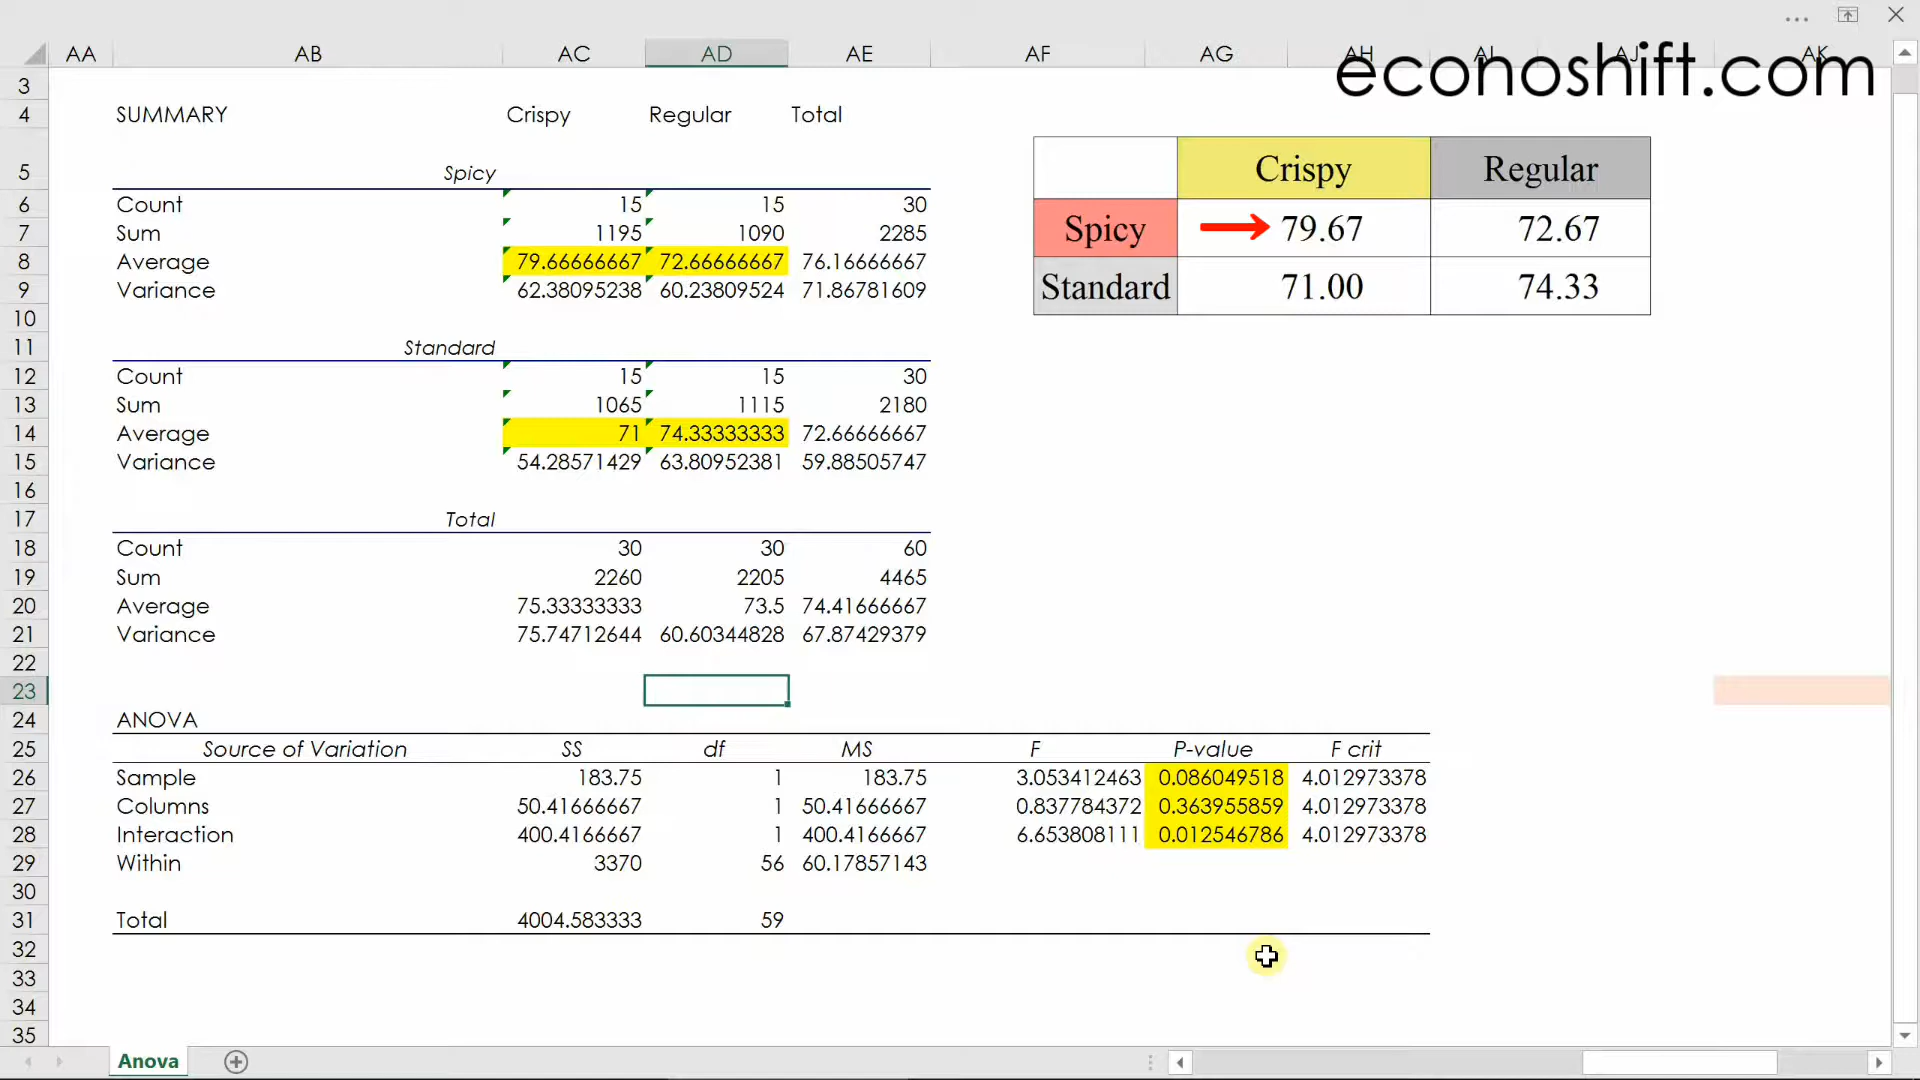 AA AB AC AD AE AF AG AH AI AJ AK
econoshift.com
3
4 SUMMARY Crispy Regular Total
5 Spicy
6 Count 15 15 30
7 Sum 1195 1090 2285
8 Average 79.66666667 72.66666667 76.16666667
9 Variance 62.38095238 60.23809524 71.86781609
10
11 Standard
12 Count 15 15 30
13 Sum 1065 1115 2180
14 Average 71 74.33333333 72.66666667
15 Variance 54.28571429 63.80952381 59.88505747
16
17 Total
18 Count 30 30 60
19 Sum 2260 2205 4465
20 Average 75.33333333 73.5 74.41666667
21 Variance 75.74712644 60.60344828 67.87429379
22
23
24 ANOVA
25 Source of Variation SS df MS F P-value F crit
26 Sample 183.75 1 183.75 3.053412463 0.086049518 4.012973378
27 Columns 50.41666667 1 50.41666667 0.837784372 0.363955859 4.012973378
28 Interaction 400.4166667 1 400.4166667 6.653808111 0.012546786 4.012973378
29 Within 3370 56 60.17857143
30
31 Total 4004.583333 59
32
33
34
35
Crispy Regular
Spicy 79.67 72.67
Standard 71.00 74.33
Anova